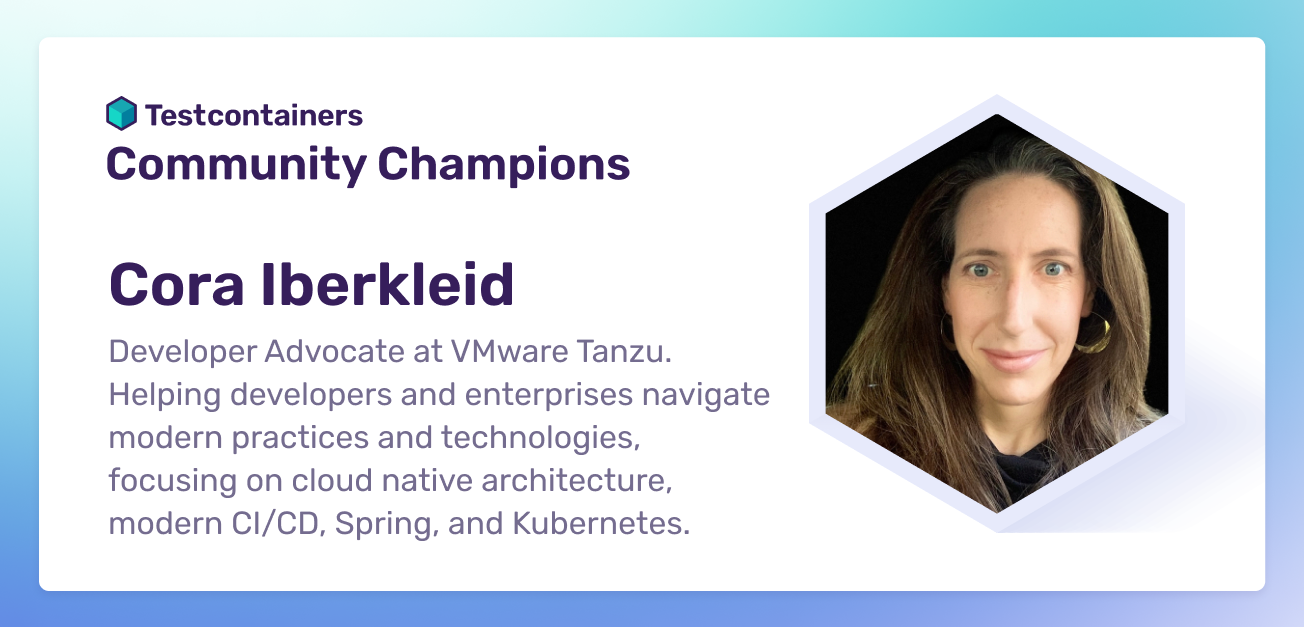 Testcontainers
Community Champions
Cora Iberkleid
Developer Advocate at VMware Tanzu.
Helping developers and enterprises navigate
modern practices and technologies,
focusing on cloud native architecture,
modern CI/CD, Spring, and Kubernetes.